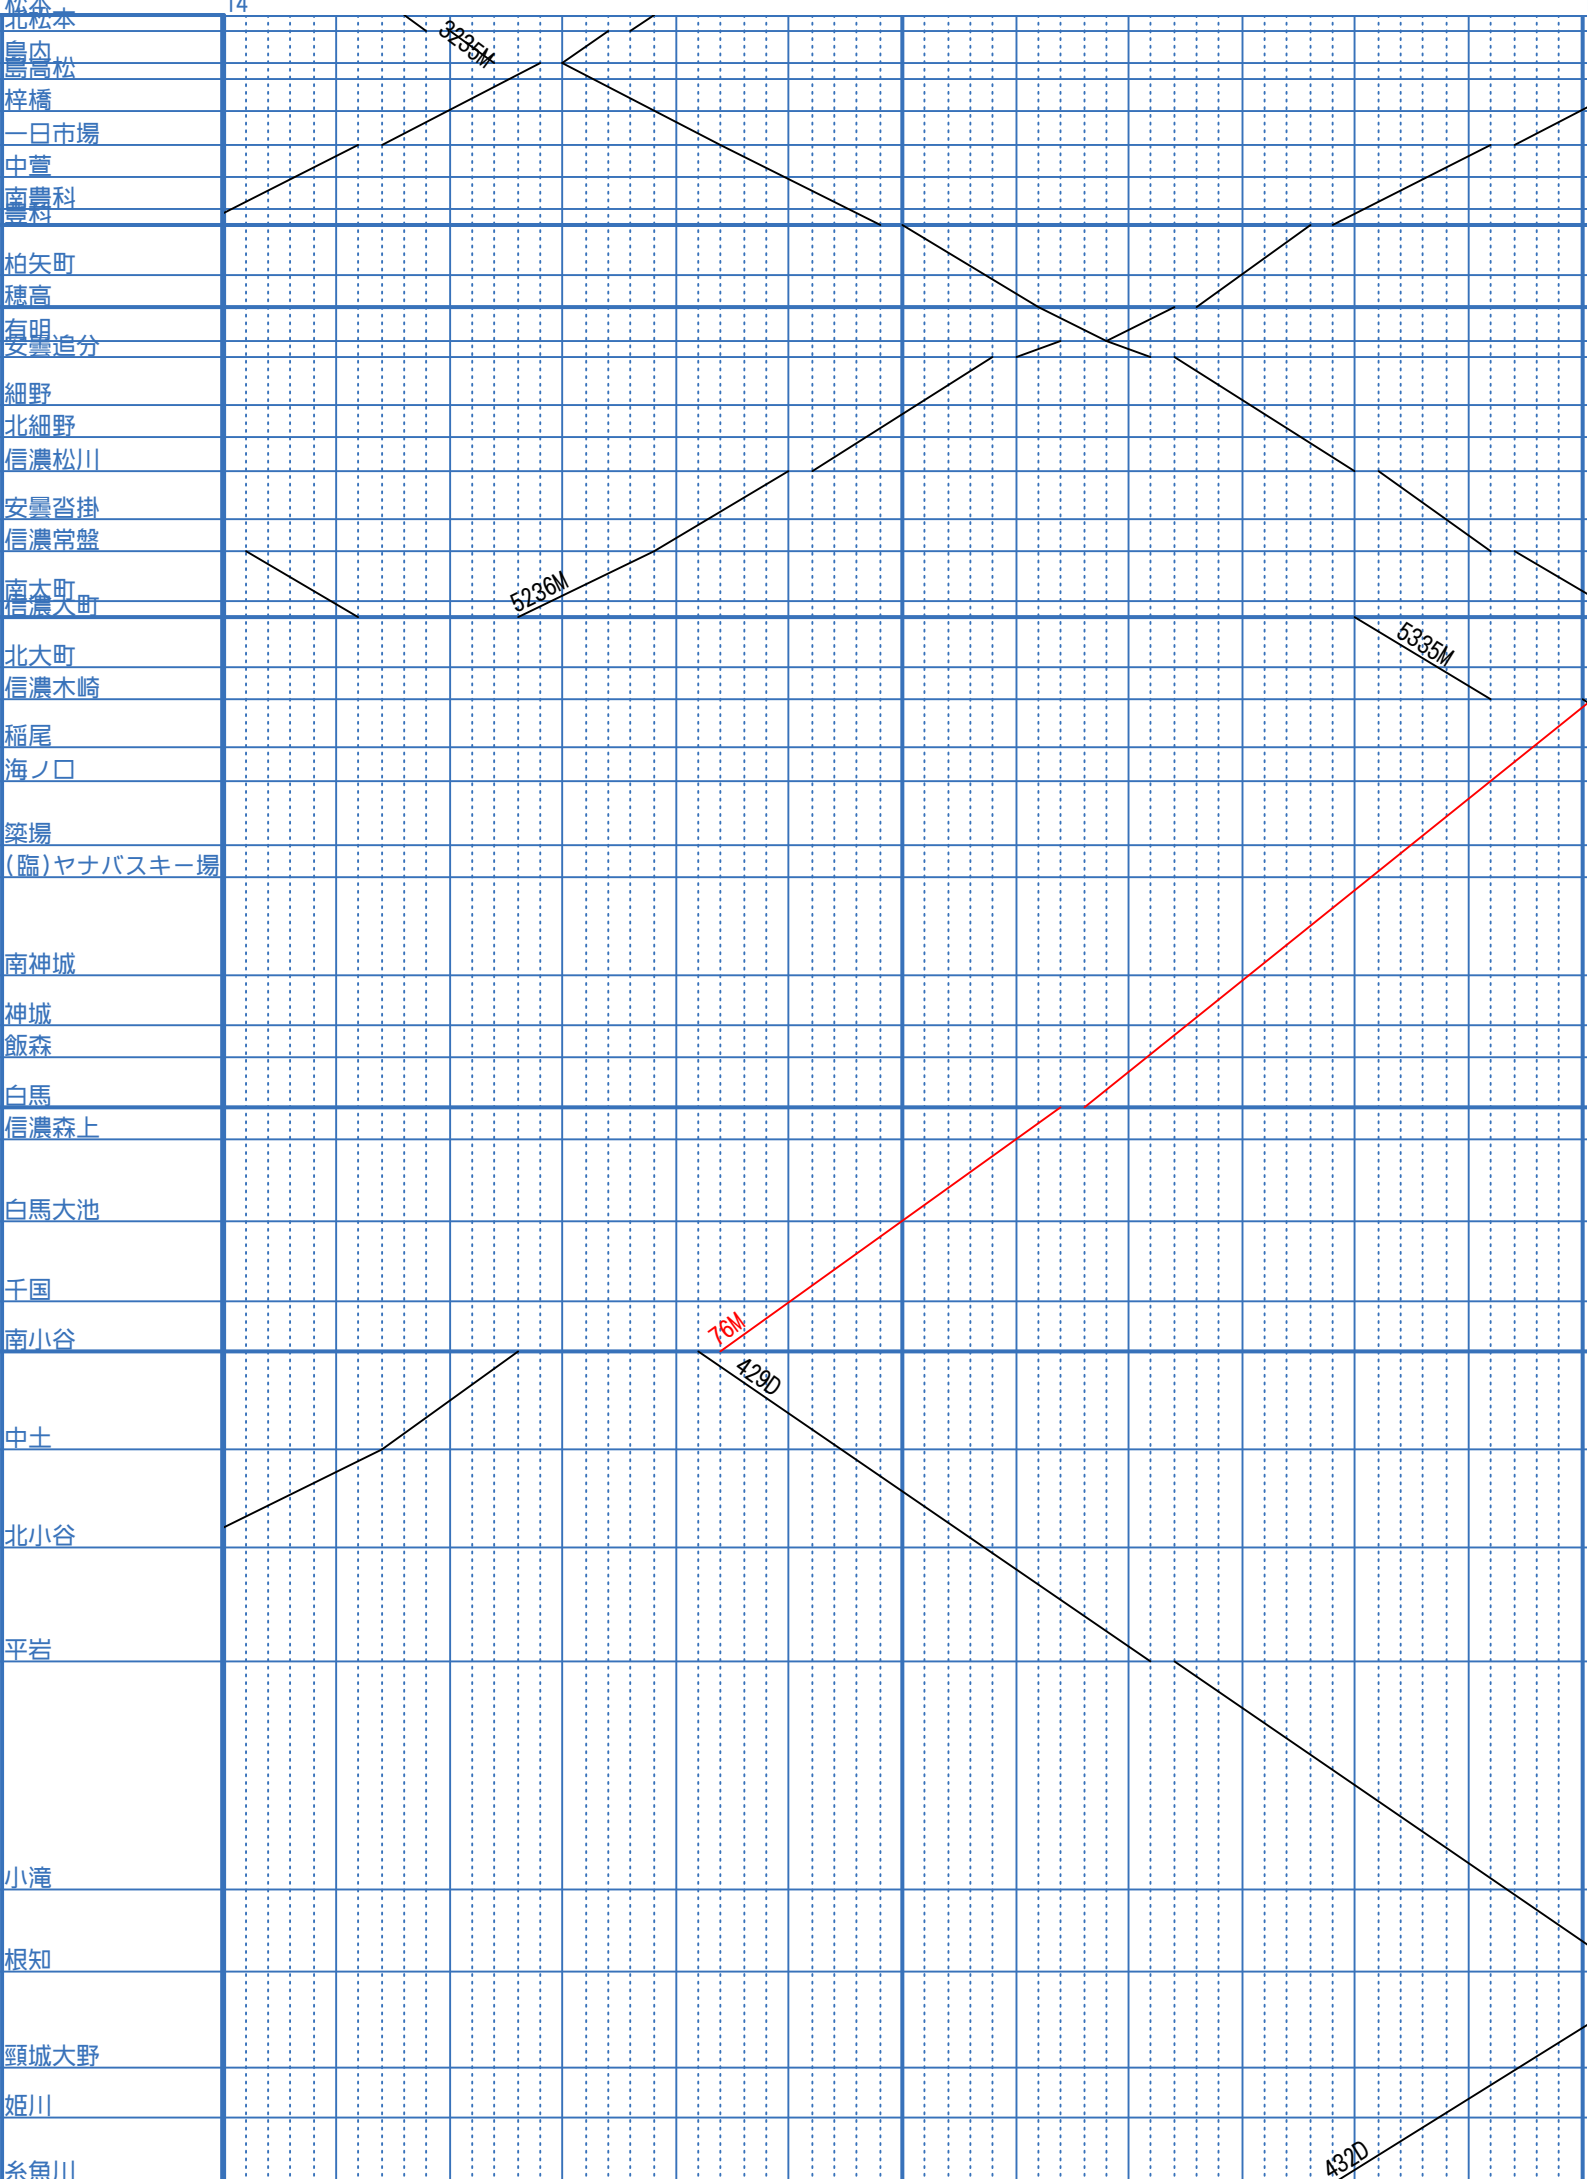 松本
14
北松本
3235M
島内
島高松
梓橋
一日市場
中萱
南豊科
豊科
柏矢町
穂高
有明
安曇追分
細野
北細野
信濃松川
安曇沓掛
信濃常盤
5236M
南大町
信濃大町
5335M
北大町
信濃木崎
稲尾
海ノ口
簗場
(臨)ヤナバスキー場
南神城
神城
飯森
白馬
信濃森上
白馬大池
千国
76M
南小谷
429D
中土
北小谷
平岩
小滝
根知
頸城大野
姫川
432D
糸魚川